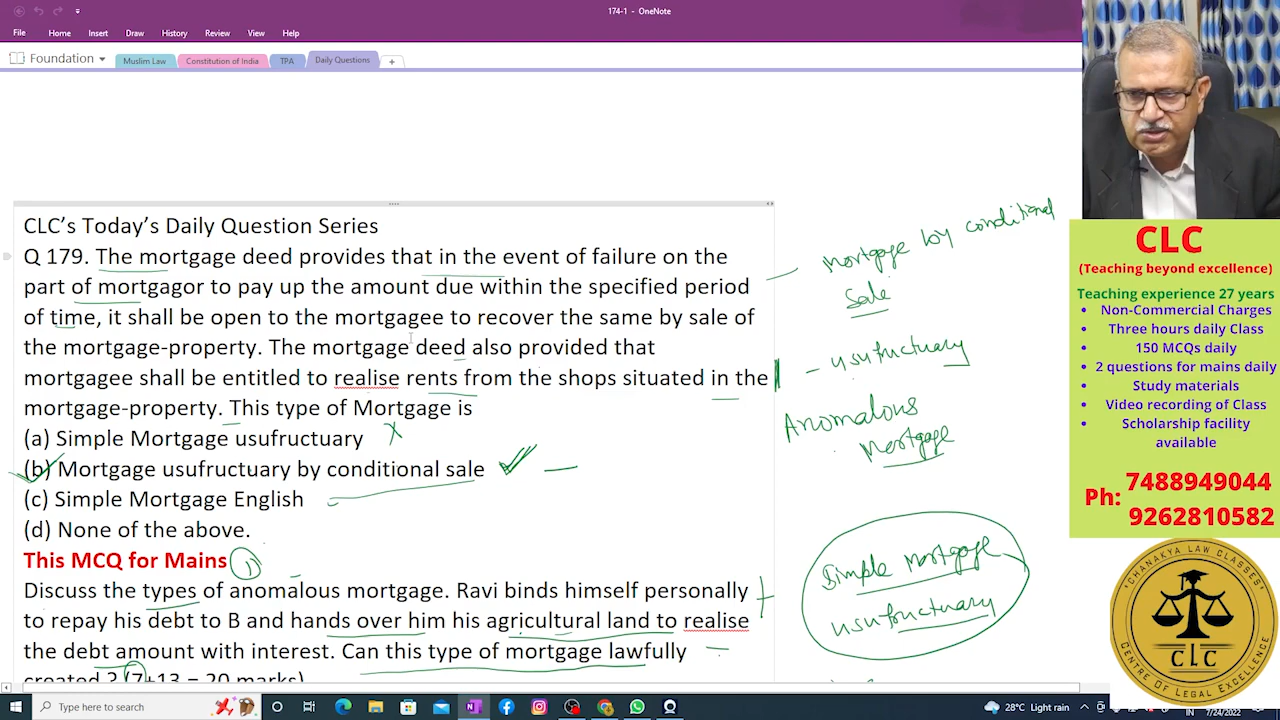 174-1 - OneNote
File Home Insert Draw History Review View Help
Foundation Muslim Law Constitution of India TPA Daily Questions
CLC's Today's Daily Question Series
Q 179. The mortgage deed provides that in the event of failure on the
part of mortgagor to pay up the amount due within the specified period
of time, it shall be open to the mortgagec to recover the same by sale of
the mortgage-property. The mortgage deed also provided that
mortgagee shall be entitled to realise rents from the shops situated in the
mortgage-property. This type of Mortgage is
(a) Simple Mortgage usufructuary
(b) Mortgage usufructuary by conditional sale
(c) Simple Mortgage English
(d) None of the above.
This MCQ for Mains
Discuss the types of anomalous mortgage. Ravi binds himself personally
to repay his debt to B and hands over him his agricultural land to realise
the debt amount with interest. Can this type of mortgage lawfully
created ? (7+13 = 20 marks)
mortgage by conditional
sale
- usufructuary
Anomalous
mortgage
Simple mortgage
usufructuary
CLC
(Teaching beyond excellence)
Teaching experience 27 years
Non-Commercial Charges
Three hours daily Class
150 MCQs daily
2 questions for mains daily
Study materials
Video recording of Class
Scholarship facility
available
Ph: 7488949044
9262810582
CHANAKYA LAW CLASSES
CLC
CENTRE OF LEGAL EXCELLENCE
Type here to search
28°C Light rain
IN
7/24/2022